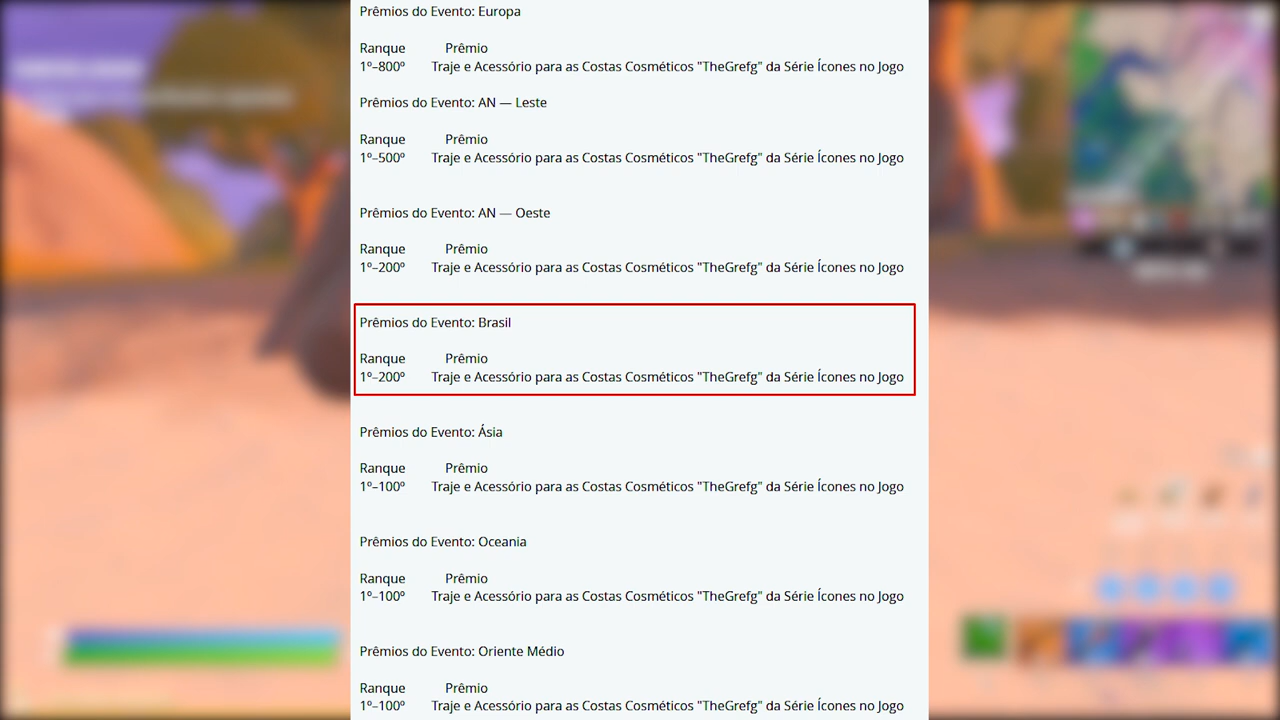 Prêmios do Evento: Europa
Ranque Prêmio
1º–800º Traje e Acessório para as Costas Cosméticos "TheGrefg" da Série Ícones no Jogo
Prêmios do Evento: AN — Leste
Ranque Prêmio
1º–500º Traje e Acessório para as Costas Cosméticos "TheGrefg" da Série Ícones no Jogo
Prêmios do Evento: AN — Oeste
Ranque Prêmio
1º–200º Traje e Acessório para as Costas Cosméticos "TheGrefg" da Série Ícones no Jogo
Prêmios do Evento: Brasil
Ranque Prêmio
1º–200º Traje e Acessório para as Costas Cosméticos "TheGrefg" da Série Ícones no Jogo
Prêmios do Evento: Ásia
Ranque Prêmio
1º–100º Traje e Acessório para as Costas Cosméticos "TheGrefg" da Série Ícones no Jogo
Prêmios do Evento: Oceania
Ranque Prêmio
1º–100º Traje e Acessório para as Costas Cosméticos "TheGrefg" da Série Ícones no Jogo
Prêmios do Evento: Oriente Médio
Ranque Prêmio
1º–100º Traje e Acessório para as Costas Cosméticos "TheGrefg" da Série Ícones no Jogo